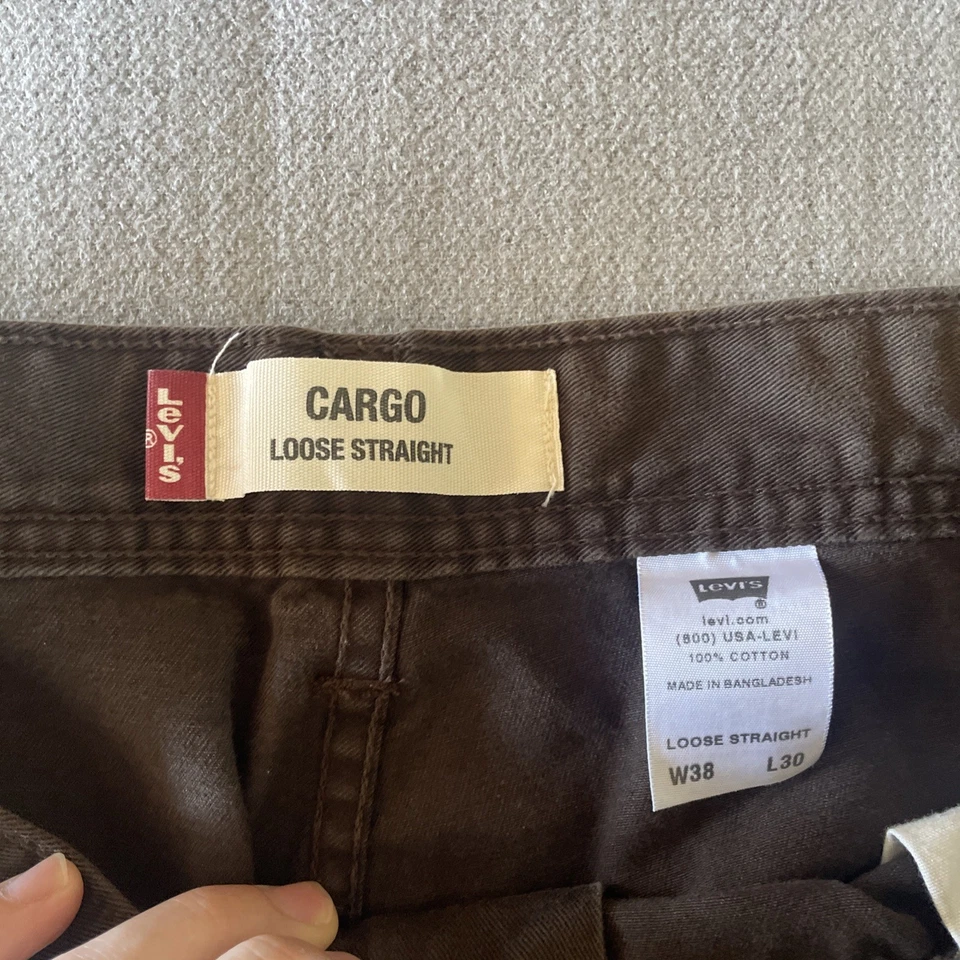 Levi's
®
CARGO
LOOSE STRAIGHT
Levi's
®
levi.com
(800) USA-LEVI
100% COTTON
MADE IN BANGLADESH
LOOSE STRAIGHT
W38 L30